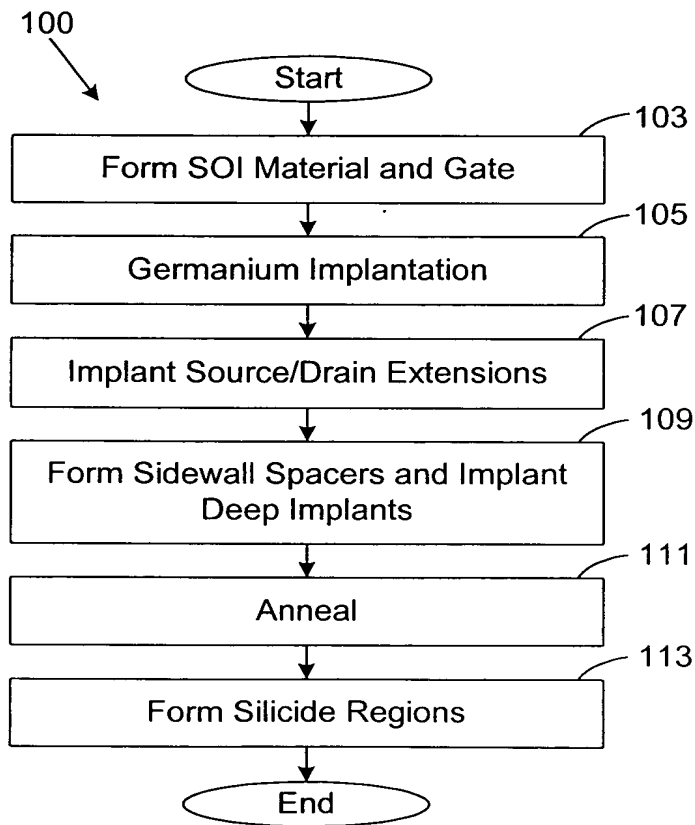 100
Start
103
Form SOI Material and Gate
105
Germanium Implantation
107
Implant Source/Drain Extensions
109
Form Sidewall Spacers and Implant
Deep Implants
111
Anneal
113
Form Silicide Regions
End